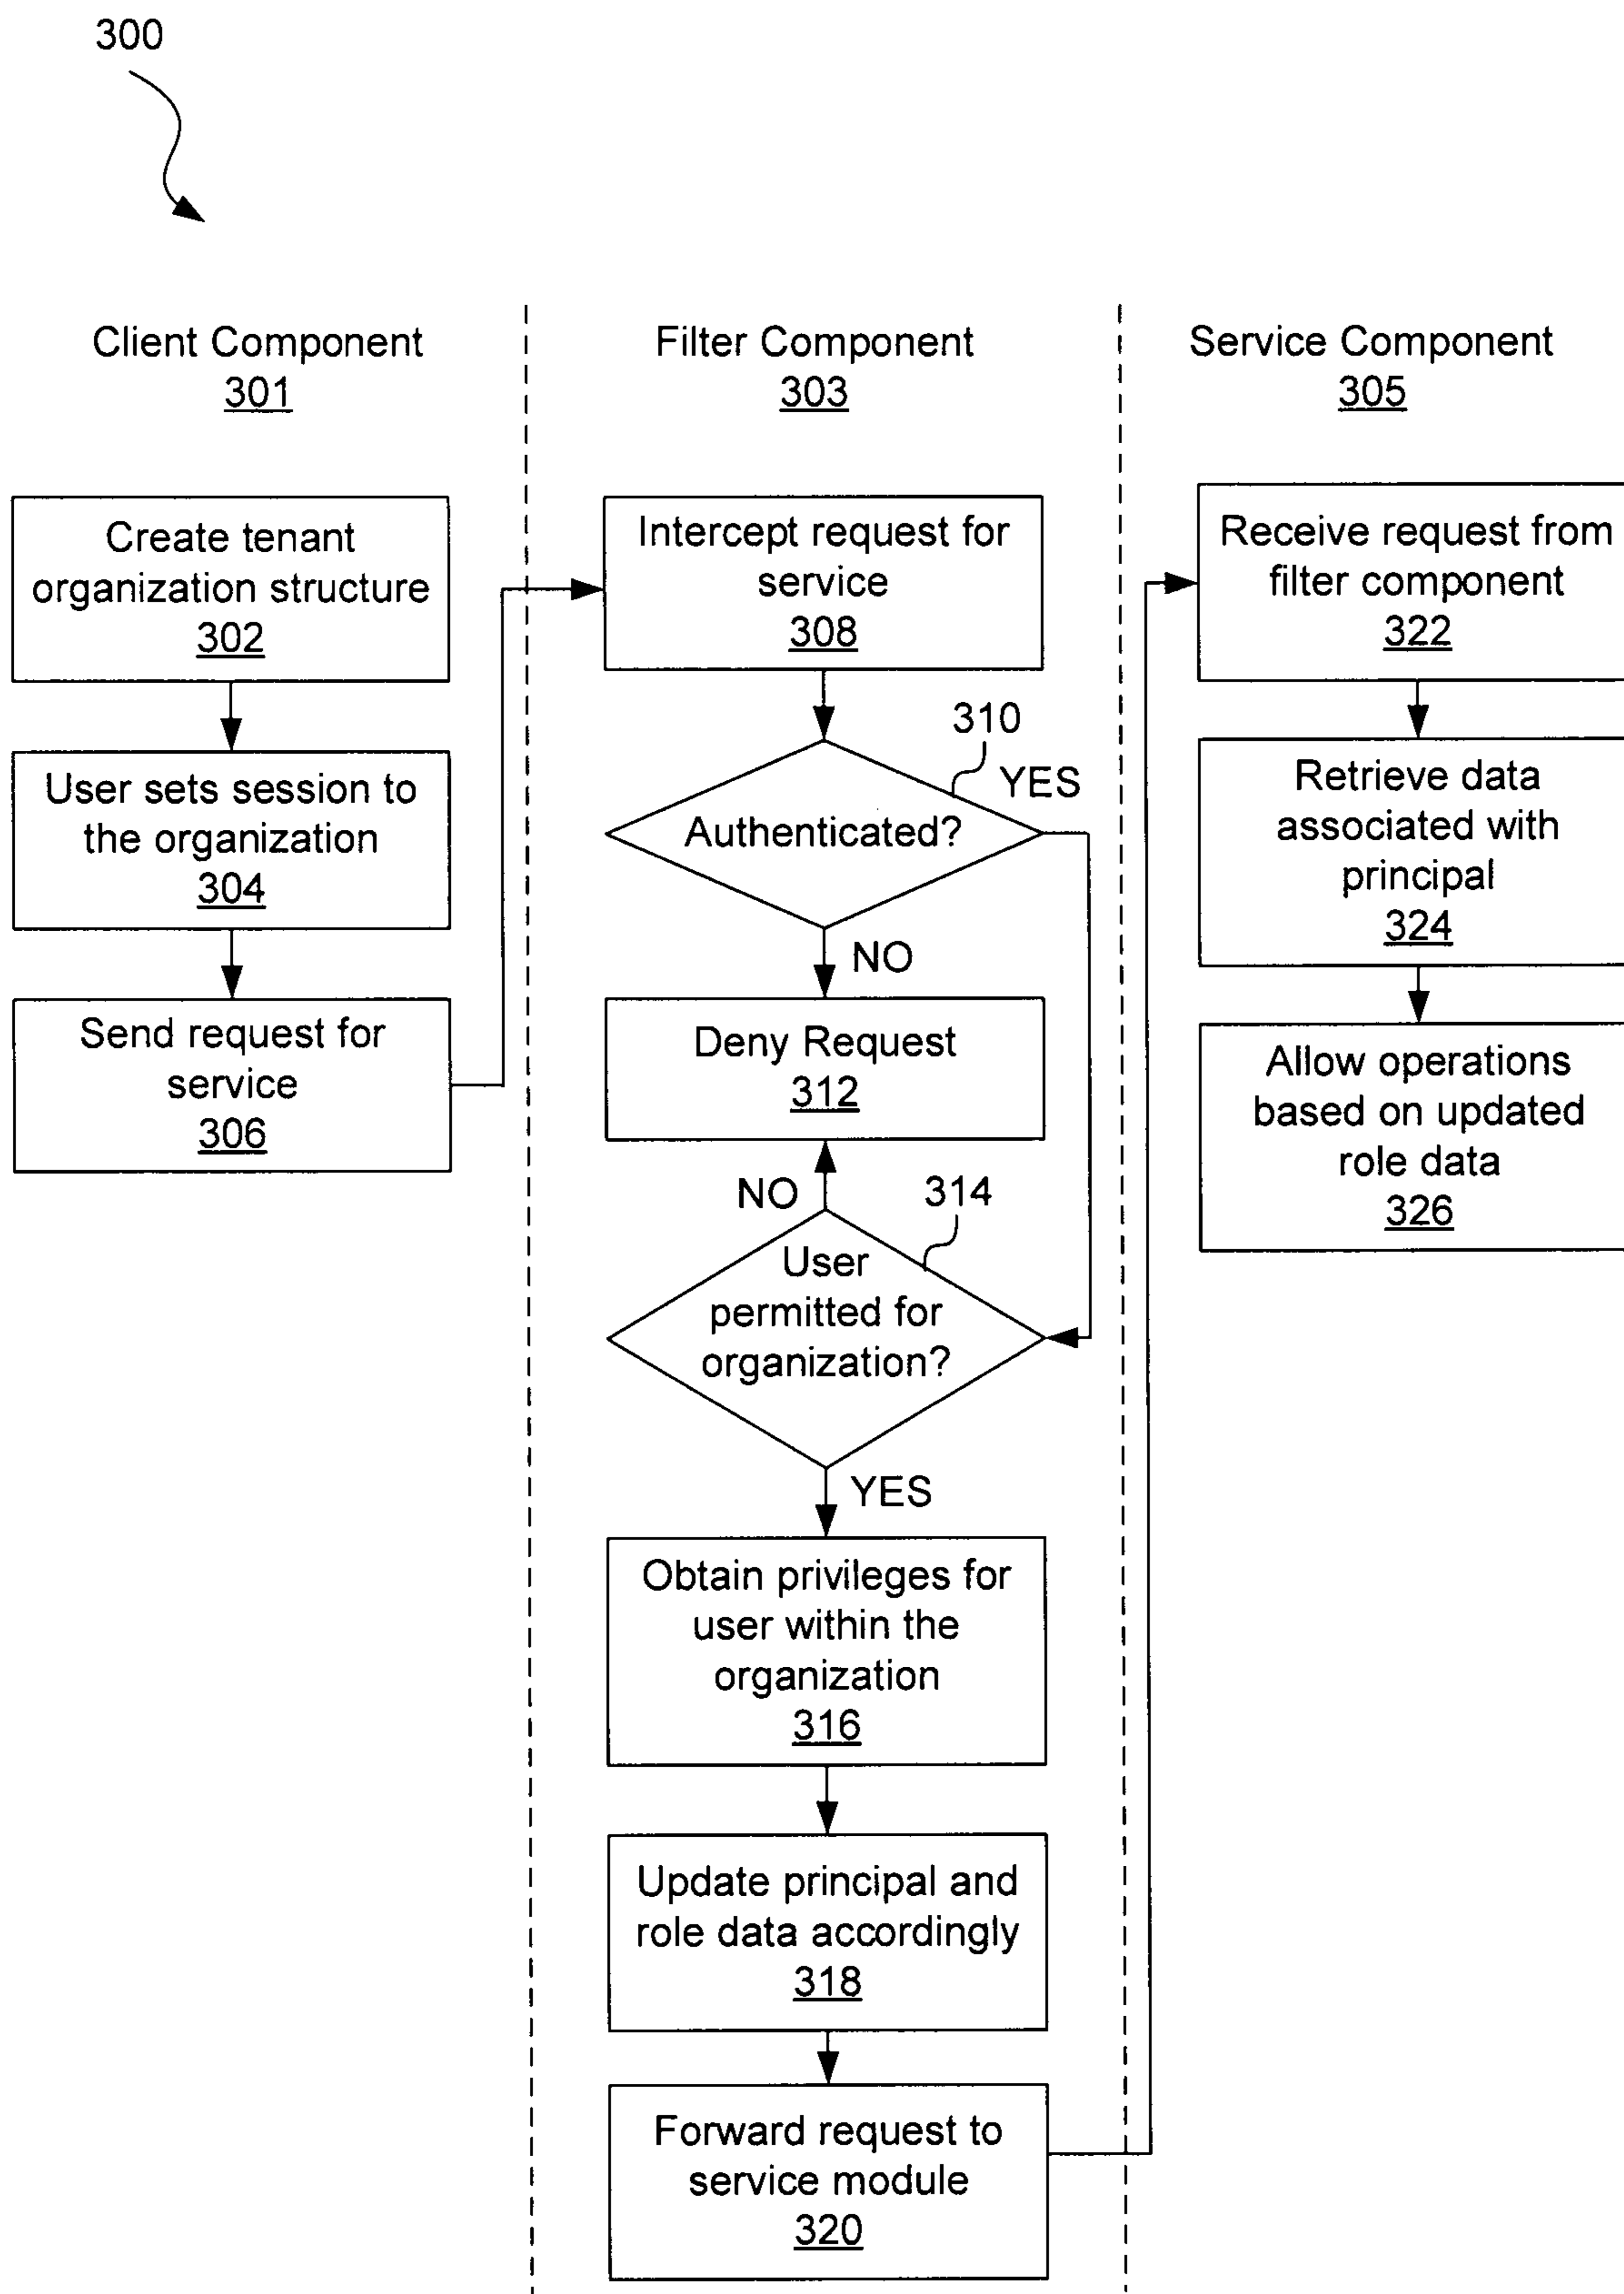 300
Client Component
301
Filter Component
303
Service Component
305
Create tenant
organization structure
302
User sets session to
the organization
304
Send request for
service
306
Intercept request for
service
308
310
YES
Authenticated?
NO
Deny Request
312
NO
314
User
permitted for
organization?
YES
Obtain privileges for
user within the
organization
316
Update principal and
role data accordingly
318
Forward request to
service module
320
Receive request from
filter component
322
Retrieve data
associated with
principal
324
Allow operations
based on updated
role data
326